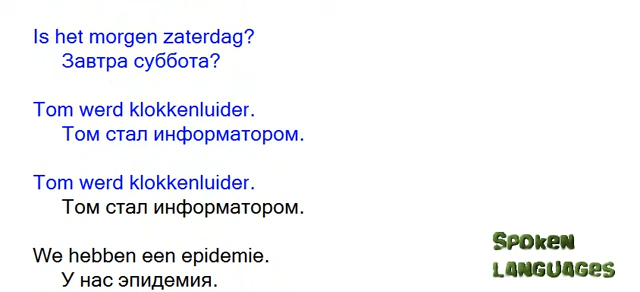 Is het morgen zaterdag?
Завтра суббота?
Tom werd klokkenluider.
Том стал информатором.
Tom werd klokkenluider.
Том стал информатором.
We hebben een epidemie.
У нас эпидемия.
Spoken
Languages